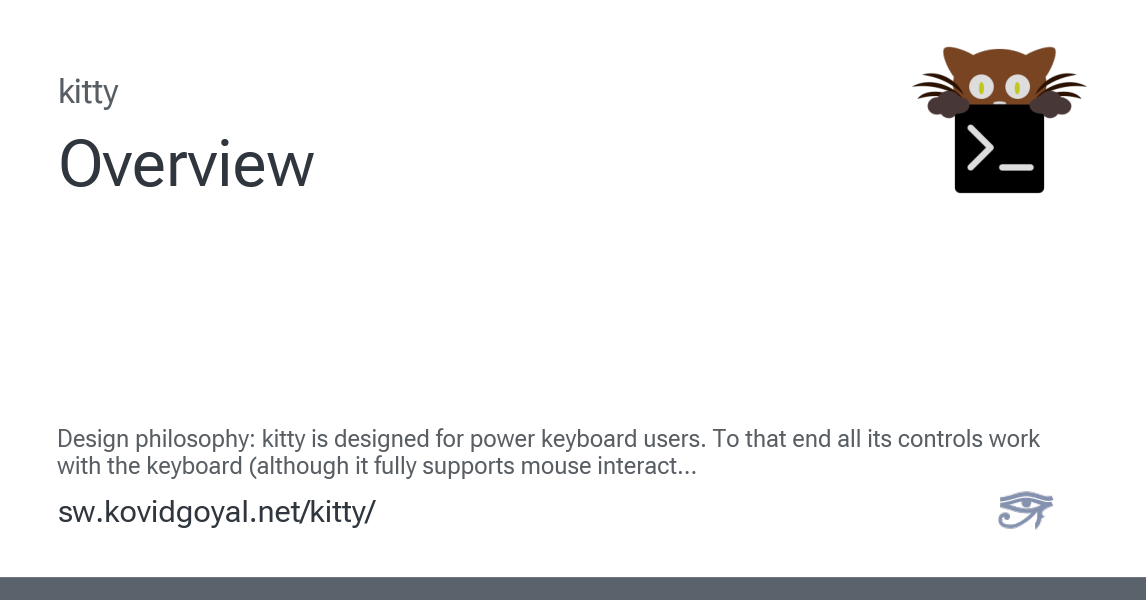 kitty
Overview
>_
Design philosophy: kitty is designed for power keyboard users. To that end all its controls work
with the keyboard (although it fully supports mouse interact...
sw.kovidgoyal.net/kitty/